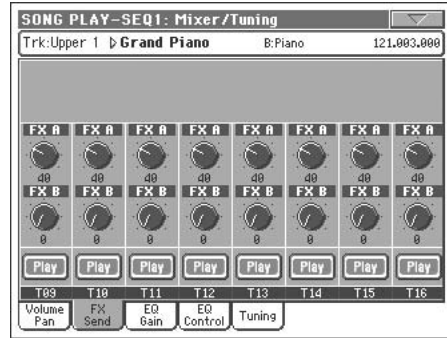 SONG PLAY-SEQ1: Mixer/Tuning
Trk:Upper 1 ▷Grand Piano B:Piano 121.003.000
FX A FX A FX A FX A FX A FX A FX A FX A
40 40 40 40 40 40 40 40
FX B FX B FX B FX B FX B FX B FX B FX B
0 0 0 0 0 0 0 0
Play Play Play Play Play Play Play Play
T09 T10 T11 T12 T13 T14 T15 T16
Volume Pan FX Send EQ Gain EQ Control Tuning